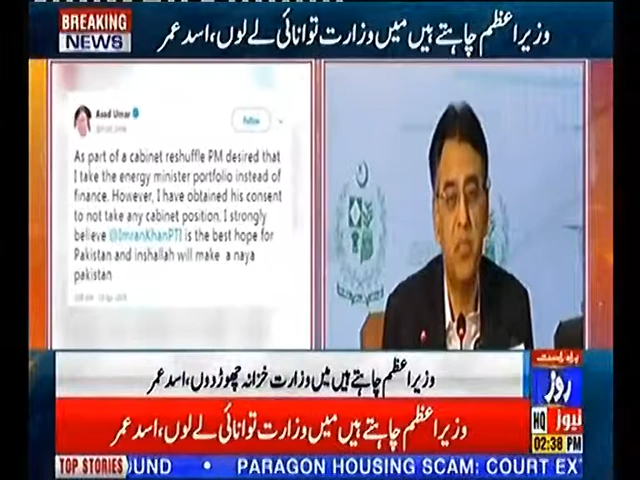 BREAKING
NEWS
وزیراعظم چاہتے ہیں میں وزارت توانائی لے لوں، اسد عمر
Asad Umar
Follow
As part of a cabinet reshuffle PM desired that
I take the energy minister portfolio instead of
finance. However, I have obtained his consent
to not take any cabinet position. I strongly
believe @ImranKhanPTI is the best hope for
Pakistan and inshallah will make a naya
pakistan
وزیراعظم چاہتے ہیں میں وزارت خزانہ چھوڑ دوں، اسد عمر
براہ راست
روز
نیوز
HQ
وزیراعظم چاہتے ہیں میں وزارت توانائی لے لوں، اسد عمر
02:38 PM
TOP STORIES
UND • PARAGON HOUSING SCAM: COURT EX